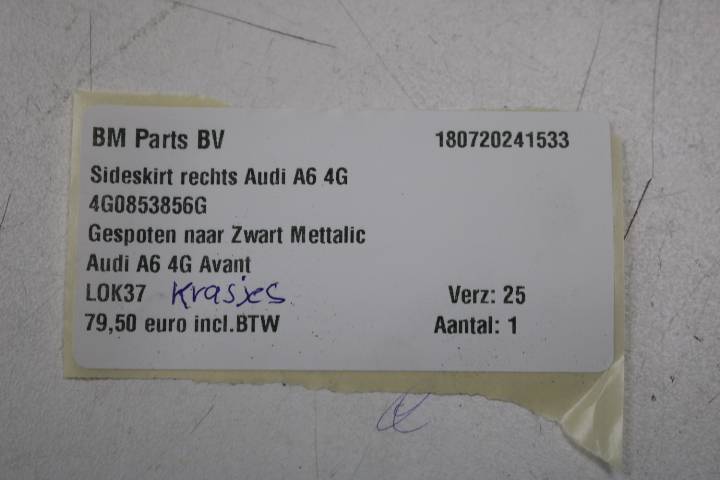 BM Parts BV 180720241533
Sideskirt rechts Audi A6 4G
4G0853856G
Gespoten naar Zwart Mettalic
Audi A6 4G Avant
LOK37 Krasjes Verz: 25
79,50 euro incl.BTW Aantal: 1